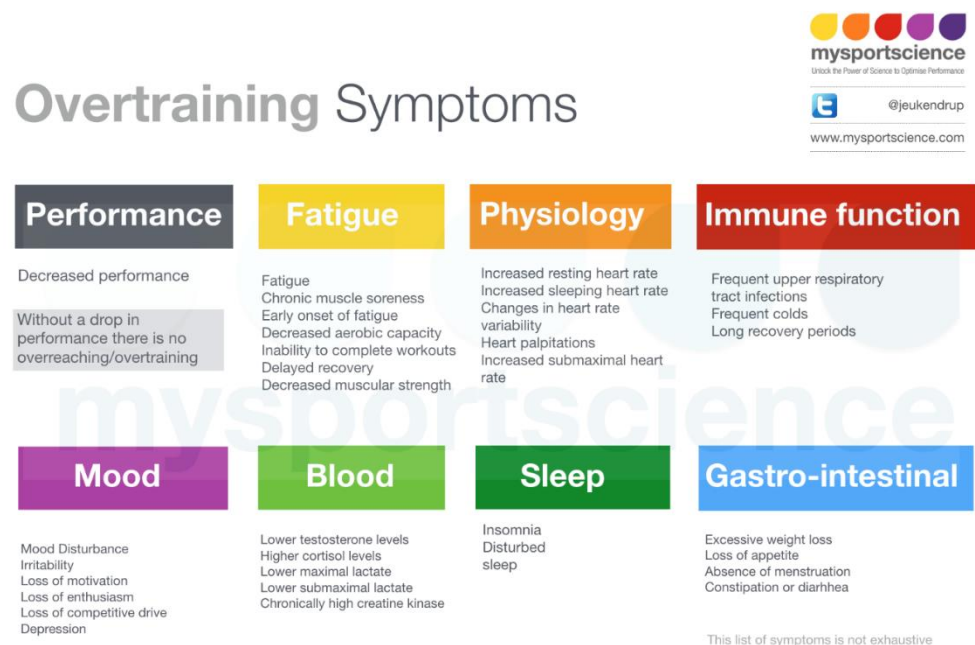 mysportscience
Unlock the Power of Science to Optimise Performance
@jeukendrup
www.mysportscience.com
Overtraining Symptoms
Performance
Decreased performance
Without a drop in
performance there is no
overreaching/overtraining
Fatigue
Fatigue
Chronic muscle soreness
Early onset of fatigue
Decreased aerobic capacity
Inability to complete workouts
Delayed recovery
Decreased muscular strength
Physiology
Increased resting heart rate
Increased sleeping heart rate
Changes in heart rate
variability
Heart palpitations
Increased submaximal heart
rate
Immune function
Frequent upper respiratory
tract infections
Frequent colds
Long recovery periods
mysportscience
Mood
Mood Disturbance
Irritability
Loss of motivation
Loss of enthusiasm
Loss of competitive drive
Depression
Blood
Lower testosterone levels
Higher cortisol levels
Lower maximal lactate
Lower submaximal lactate
Chronically high creatine kinase
Sleep
Insomnia
Disturbed
sleep
Gastro-intestinal
Excessive weight loss
Loss of appetite
Absence of menstruation
Constipation or diarhhea
This list of symptoms is not exhaustive